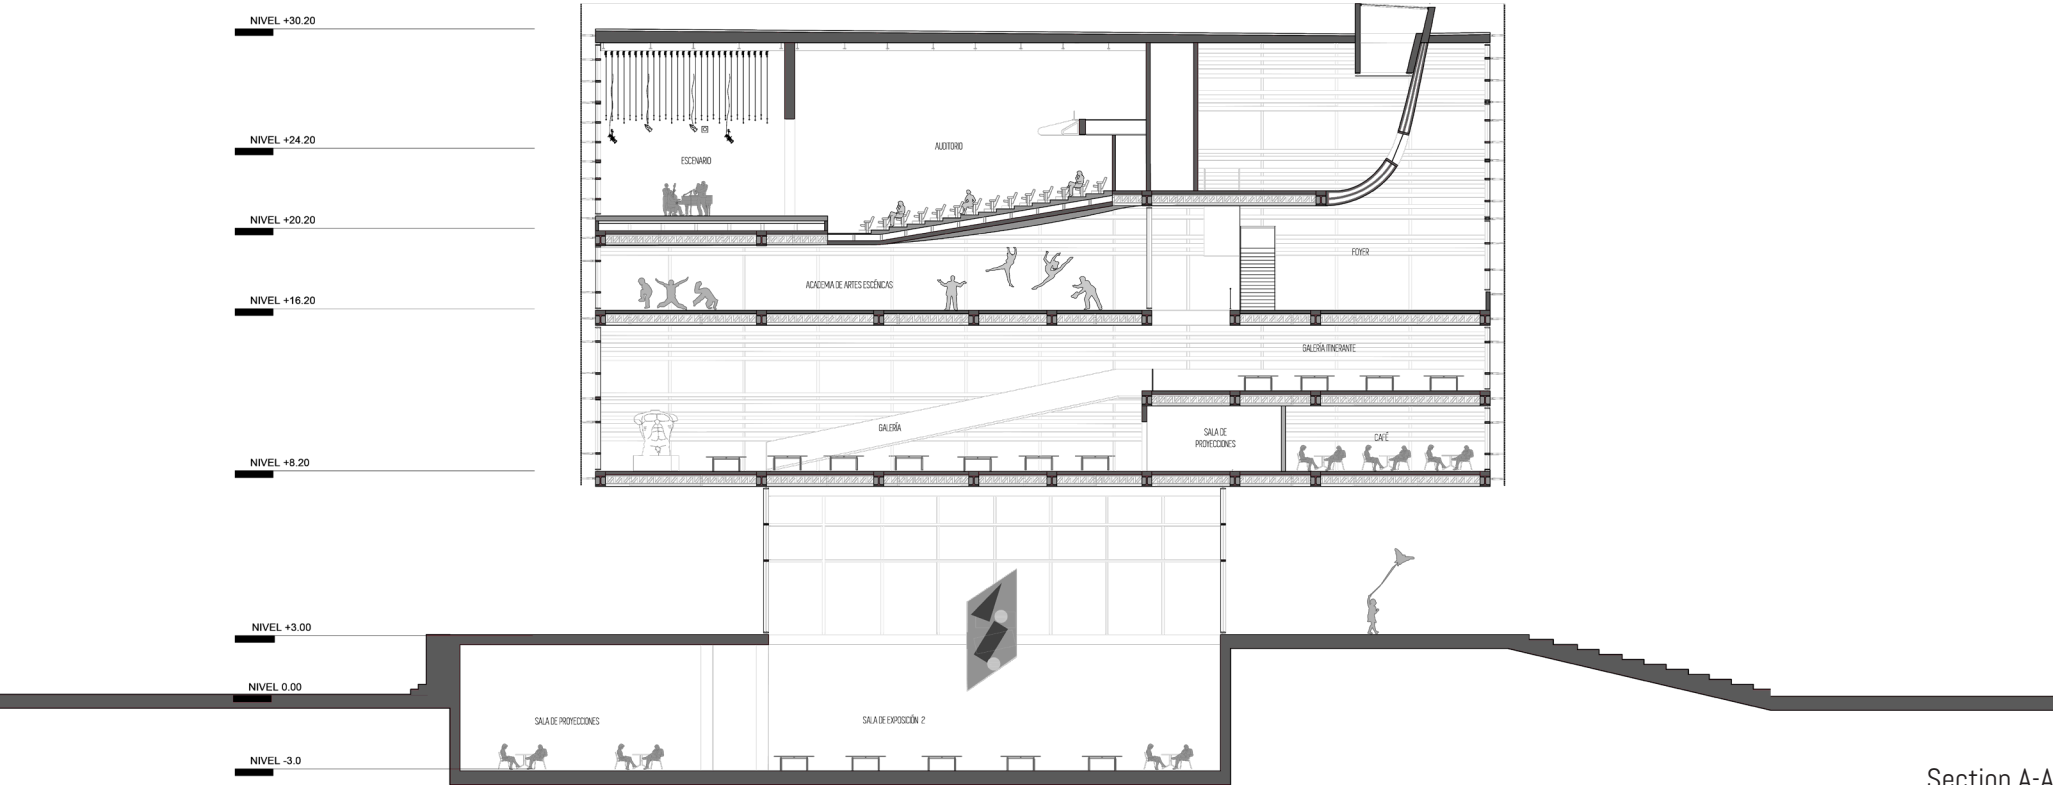 NIVEL +30.20
NIVEL +24.20
ESCENARIO
AUDITORIO
NIVEL +20.20
FOYER
ACADEMIA DE ARTES ESCÉNICAS
NIVEL +16.20
GALERÍA ITINERANTE
GALERÍA
SALA DE
PROYECCIONES
CAFÉ
NIVEL +8.20
NIVEL +3.00
NIVEL 0.00
SALA DE PROYECCIONES
SALA DE EXPOSICIÓN 2
NIVEL -3.0
Section A-A